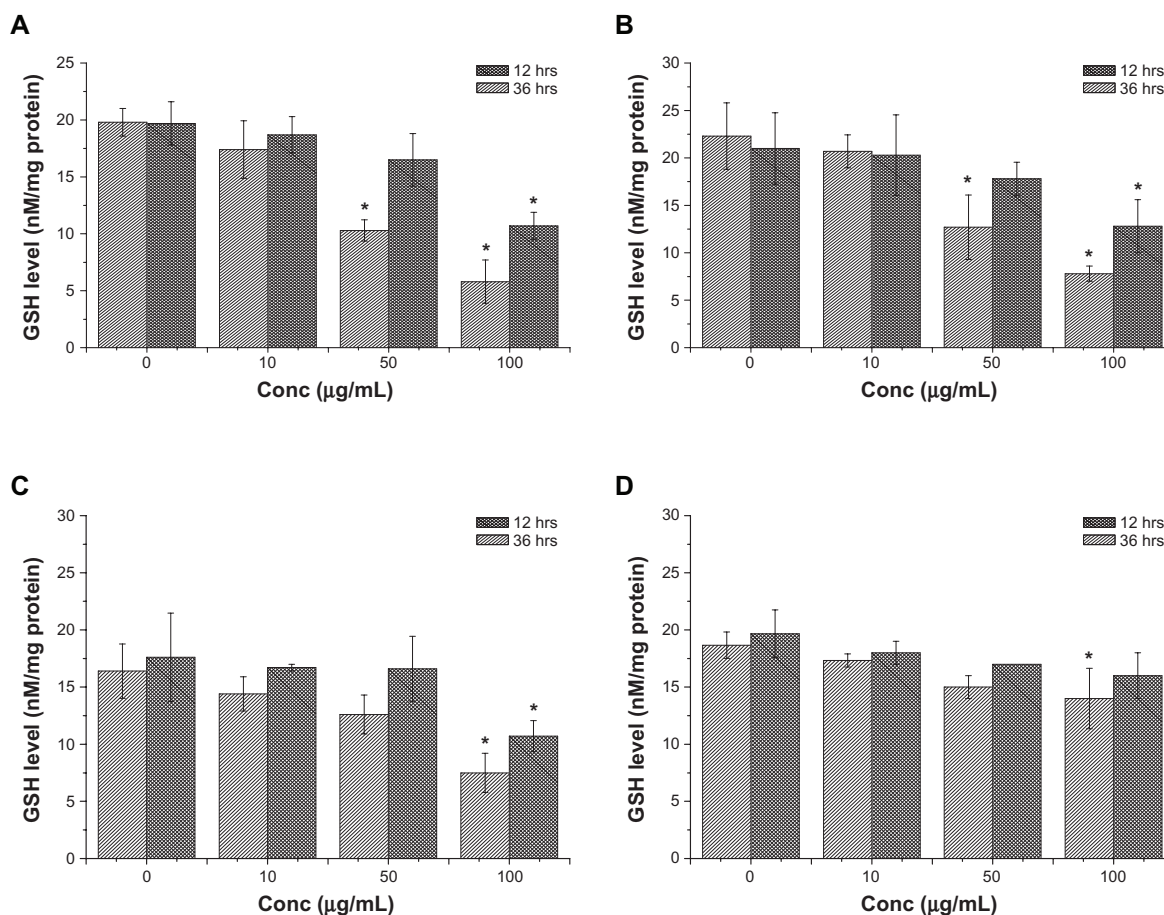 A
GSH level (nM/mg protein)
25
20
15
10
5
0
12 hrs
36 hrs
*
*
*
0 10 50 100
Conc (µg/mL)
B
GSH level (nM/mg protein)
30
25
20
15
10
5
0
12 hrs
36 hrs
*
*
*
0 10 50 100
Conc (µg/mL)
C
GSH level (nM/mg protein)
30
25
20
15
10
5
0
12 hrs
36 hrs
*
*
0 10 50 100
Conc (µg/mL)
D
GSH level (nM/mg protein)
30
25
20
15
10
5
0
12 hrs
36 hrs
*
0 10 50 100
Conc (µg/mL)